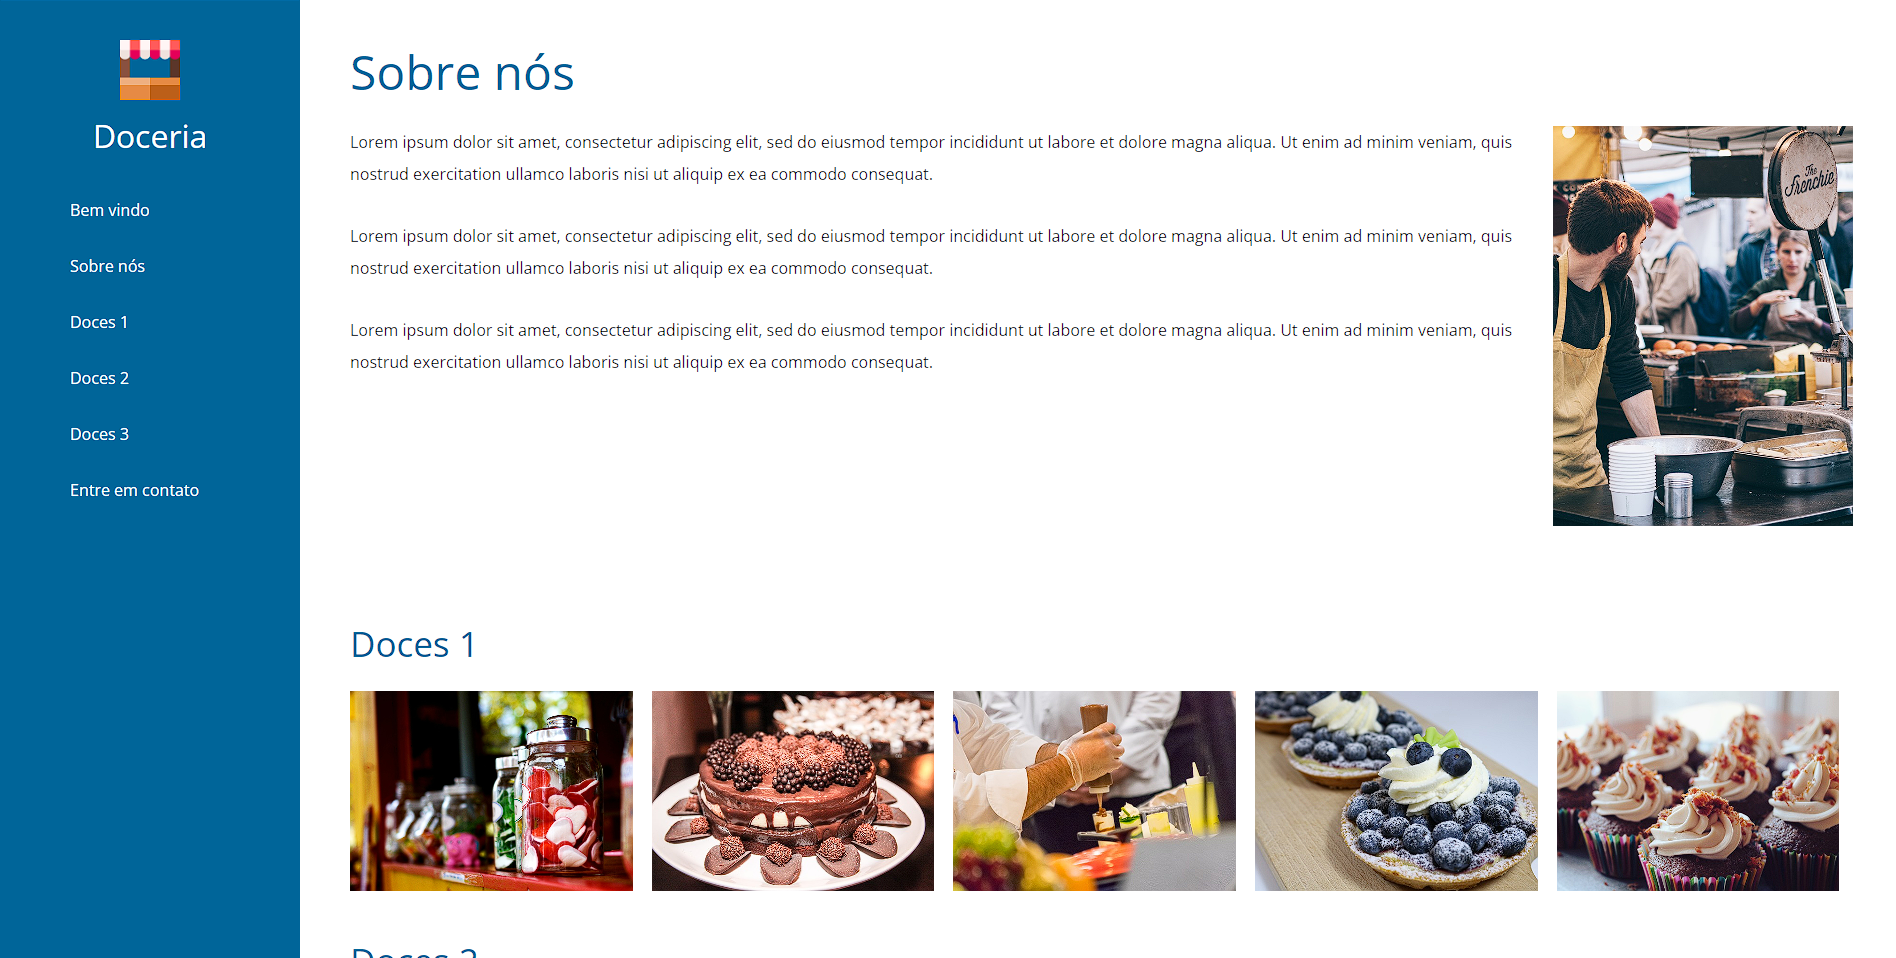 Doceria
Bem vindo
Sobre nós
Doces 1
Doces 2
Doces 3
Entre em contato
Sobre nós
Lorem ipsum dolor sit amet, consectetur adipiscing elit, sed do eiusmod tempor incididunt ut labore et dolore magna aliqua. Ut enim ad minim veniam, quis
nostrud exercitation ullamco laboris nisi ut aliquip ex ea commodo consequat.
Lorem ipsum dolor sit amet, consectetur adipiscing elit, sed do eiusmod tempor incididunt ut labore et dolore magna aliqua. Ut enim ad minim veniam, quis
nostrud exercitation ullamco laboris nisi ut aliquip ex ea commodo consequat.
Lorem ipsum dolor sit amet, consectetur adipiscing elit, sed do eiusmod tempor incididunt ut labore et dolore magna aliqua. Ut enim ad minim veniam, quis
nostrud exercitation ullamco laboris nisi ut aliquip ex ea commodo consequat.
The
Frenchie
Doces 1
Doces 2